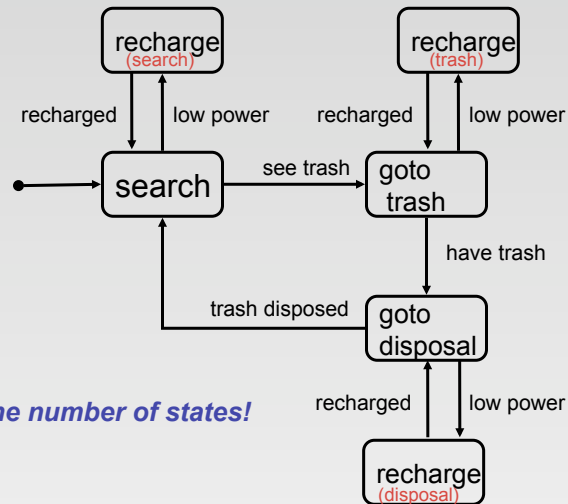 recharge
(search)
recharge
(trash)
recharged
low power
recharged
low power
search
see trash
goto
trash
have trash
trash disposed
goto
disposal
number of states!
recharged
low power
recharge
(disposal)